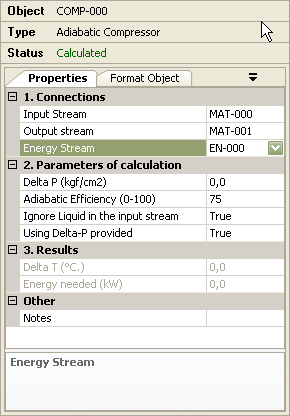 Object COMP-000
Type Adiabatic Compressor
Status Calculated
Properties Format Object
1. Connections
Input Stream MAT-000
Output stream MAT-001
Energy Stream EN-000
2. Parameters of calculation
Delta P (kgf/cm2) 0,0
Adiabatic Efficiency (0-100) 75
Ignore Liquid in the input stream True
Using Delta-P provided True
3. Results
Delta T (°C.) 0,0
Energy needed (kW) 0,0
Other
Notes
Energy Stream